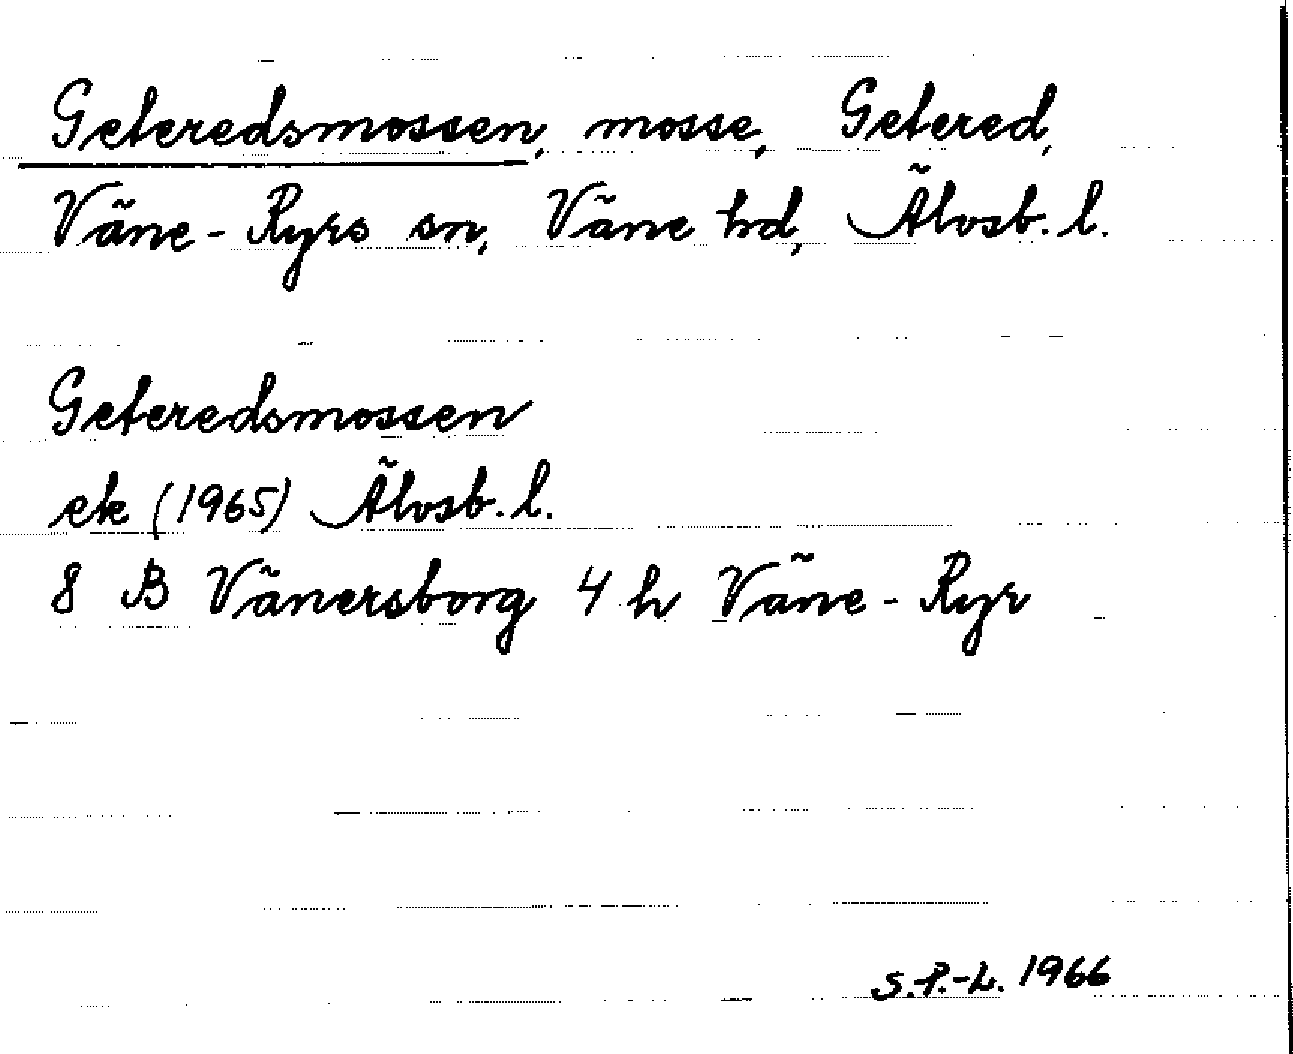 Geteredsmossen, mosse, Getered,
Väne-Ryrs sn, Väne hd, Älvsb. l.
Geteredsmossen
ek (1965) Älvsb. l.
8 B Vänersborg 4 h Väne-Ryr
S.P.-L. 1966